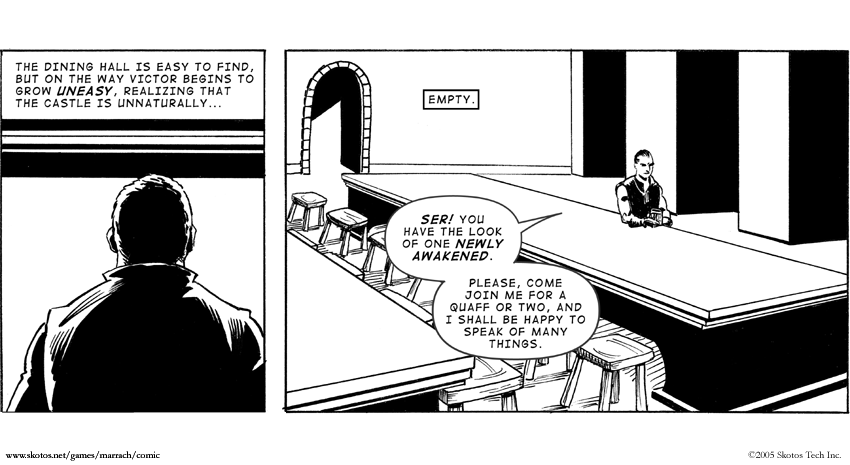 THE DINING HALL IS EASY TO FIND,
BUT ON THE WAY VICTOR BEGINS TO
GROW UNEASY, REALIZING THAT
THE CASTLE IS UNNATURALLY...
EMPTY.
SER! YOU
HAVE THE LOOK
OF ONE NEWLY
AWAKENED.
PLEASE, COME
JOIN ME FOR A
QUAFF OR TWO, AND
I SHALL BE HAPPY TO
SPEAK OF MANY
THINGS.
www.skotos.net/games/marrach/comic
©2005 Skotos Tech Inc.